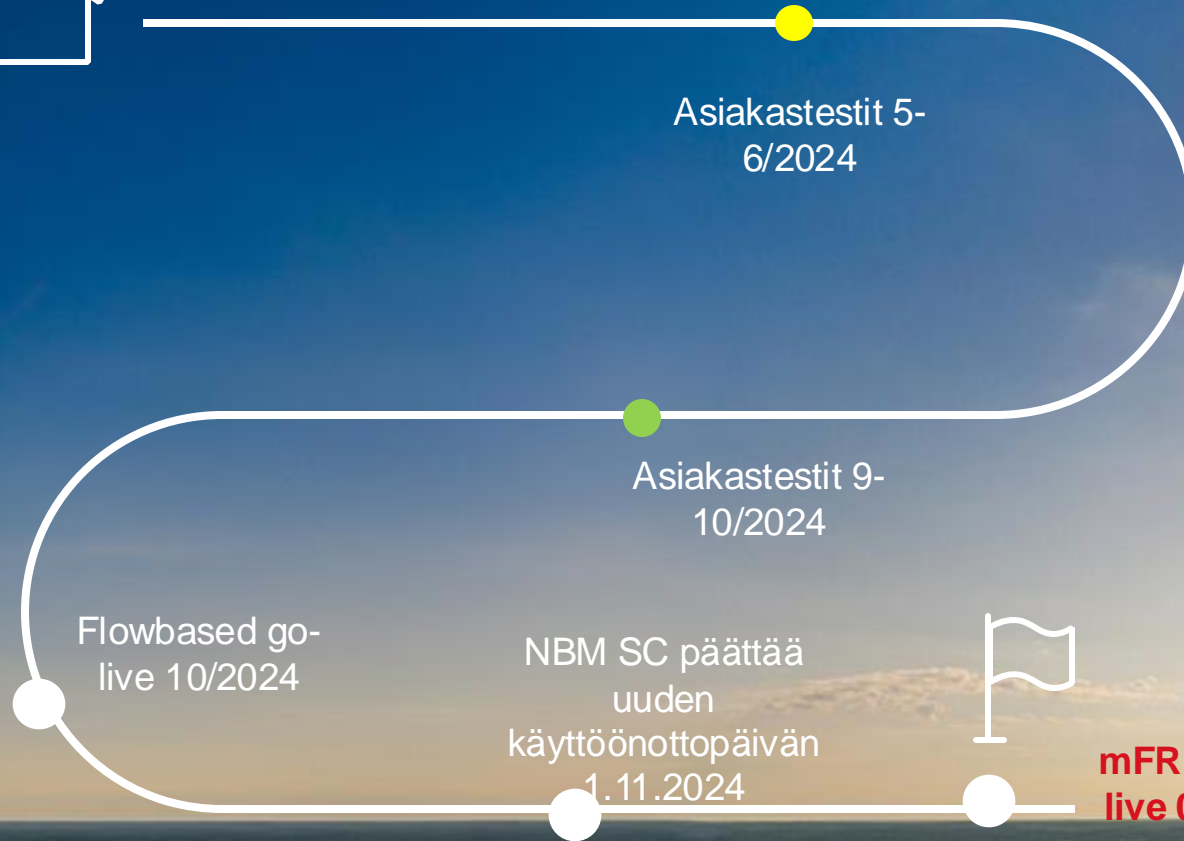 Asiakastestit 5-
6/2024
Asiakastestit 9-
10/2024
Flowbased go-
live 10/2024
NBM SC päättää
uuden
käyttöönottopäivän
1.11.2024
live